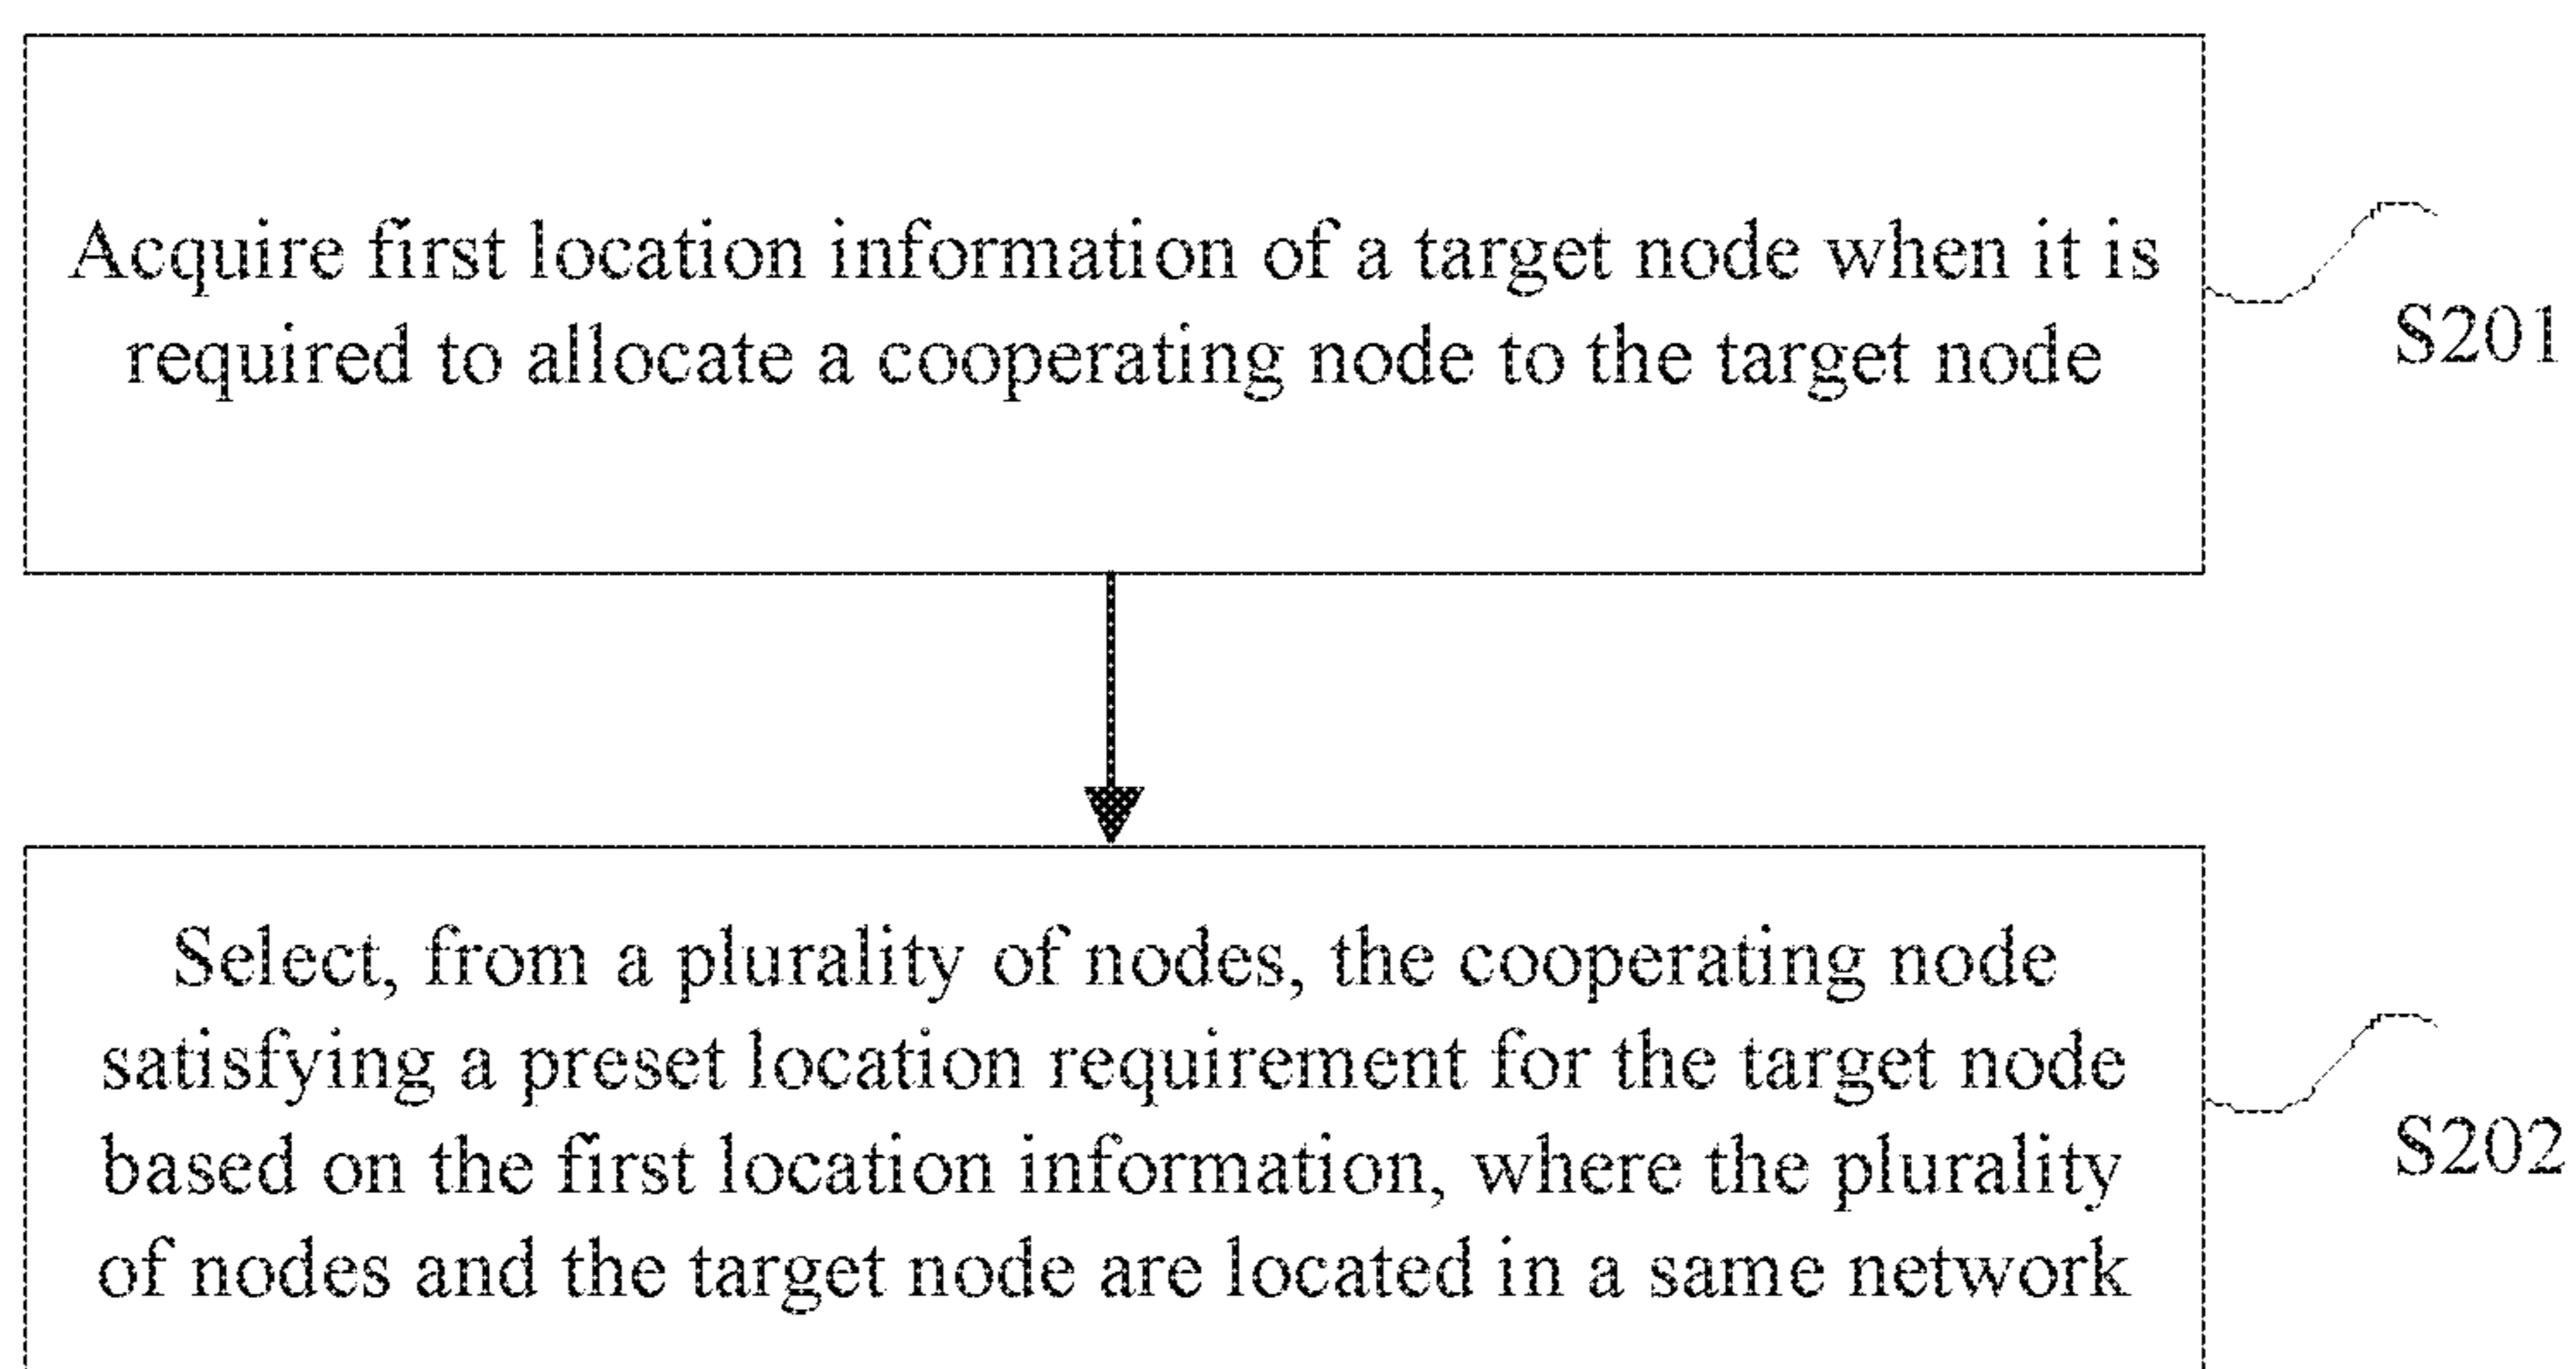 Acquire first location information of a target node when it is
required to allocate a cooperating node to the target node
S201
Select, from a plurality of nodes, the cooperating node
satisfying a preset location requirement for the target node
based on the first location information, where the plurality
of nodes and the target node are located in a same network
S202